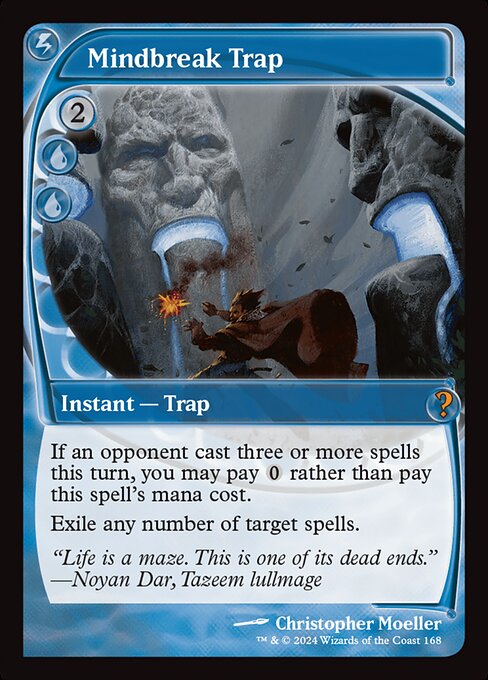 Mindbreak Trap
2
Instant — Trap
?
If an opponent cast three or more spells
this turn, you may pay 0 rather than pay
this spell's mana cost.
Exile any number of target spells.
“Life is a maze. This is one of its dead ends.”
—Noyan Dar, Tazeem lullmage
Christopher Moeller
™ & © 2024 Wizards of the Coast 168